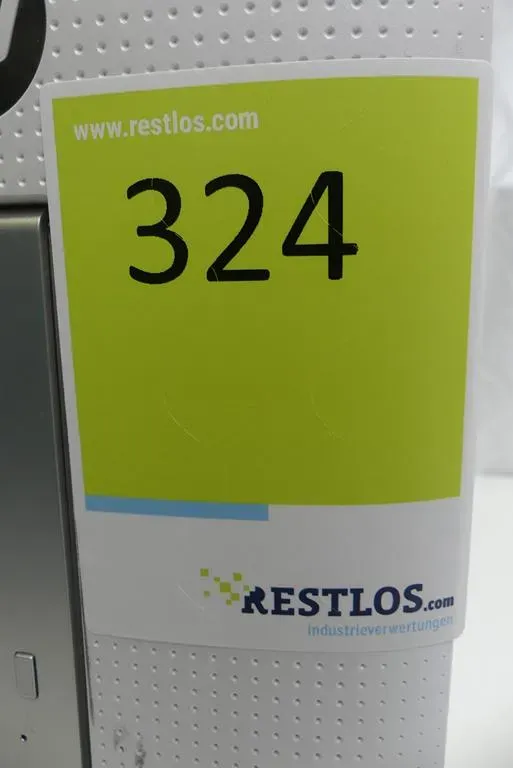 www.restlos.com
324
RESTLOS.com
industrieverwertungen